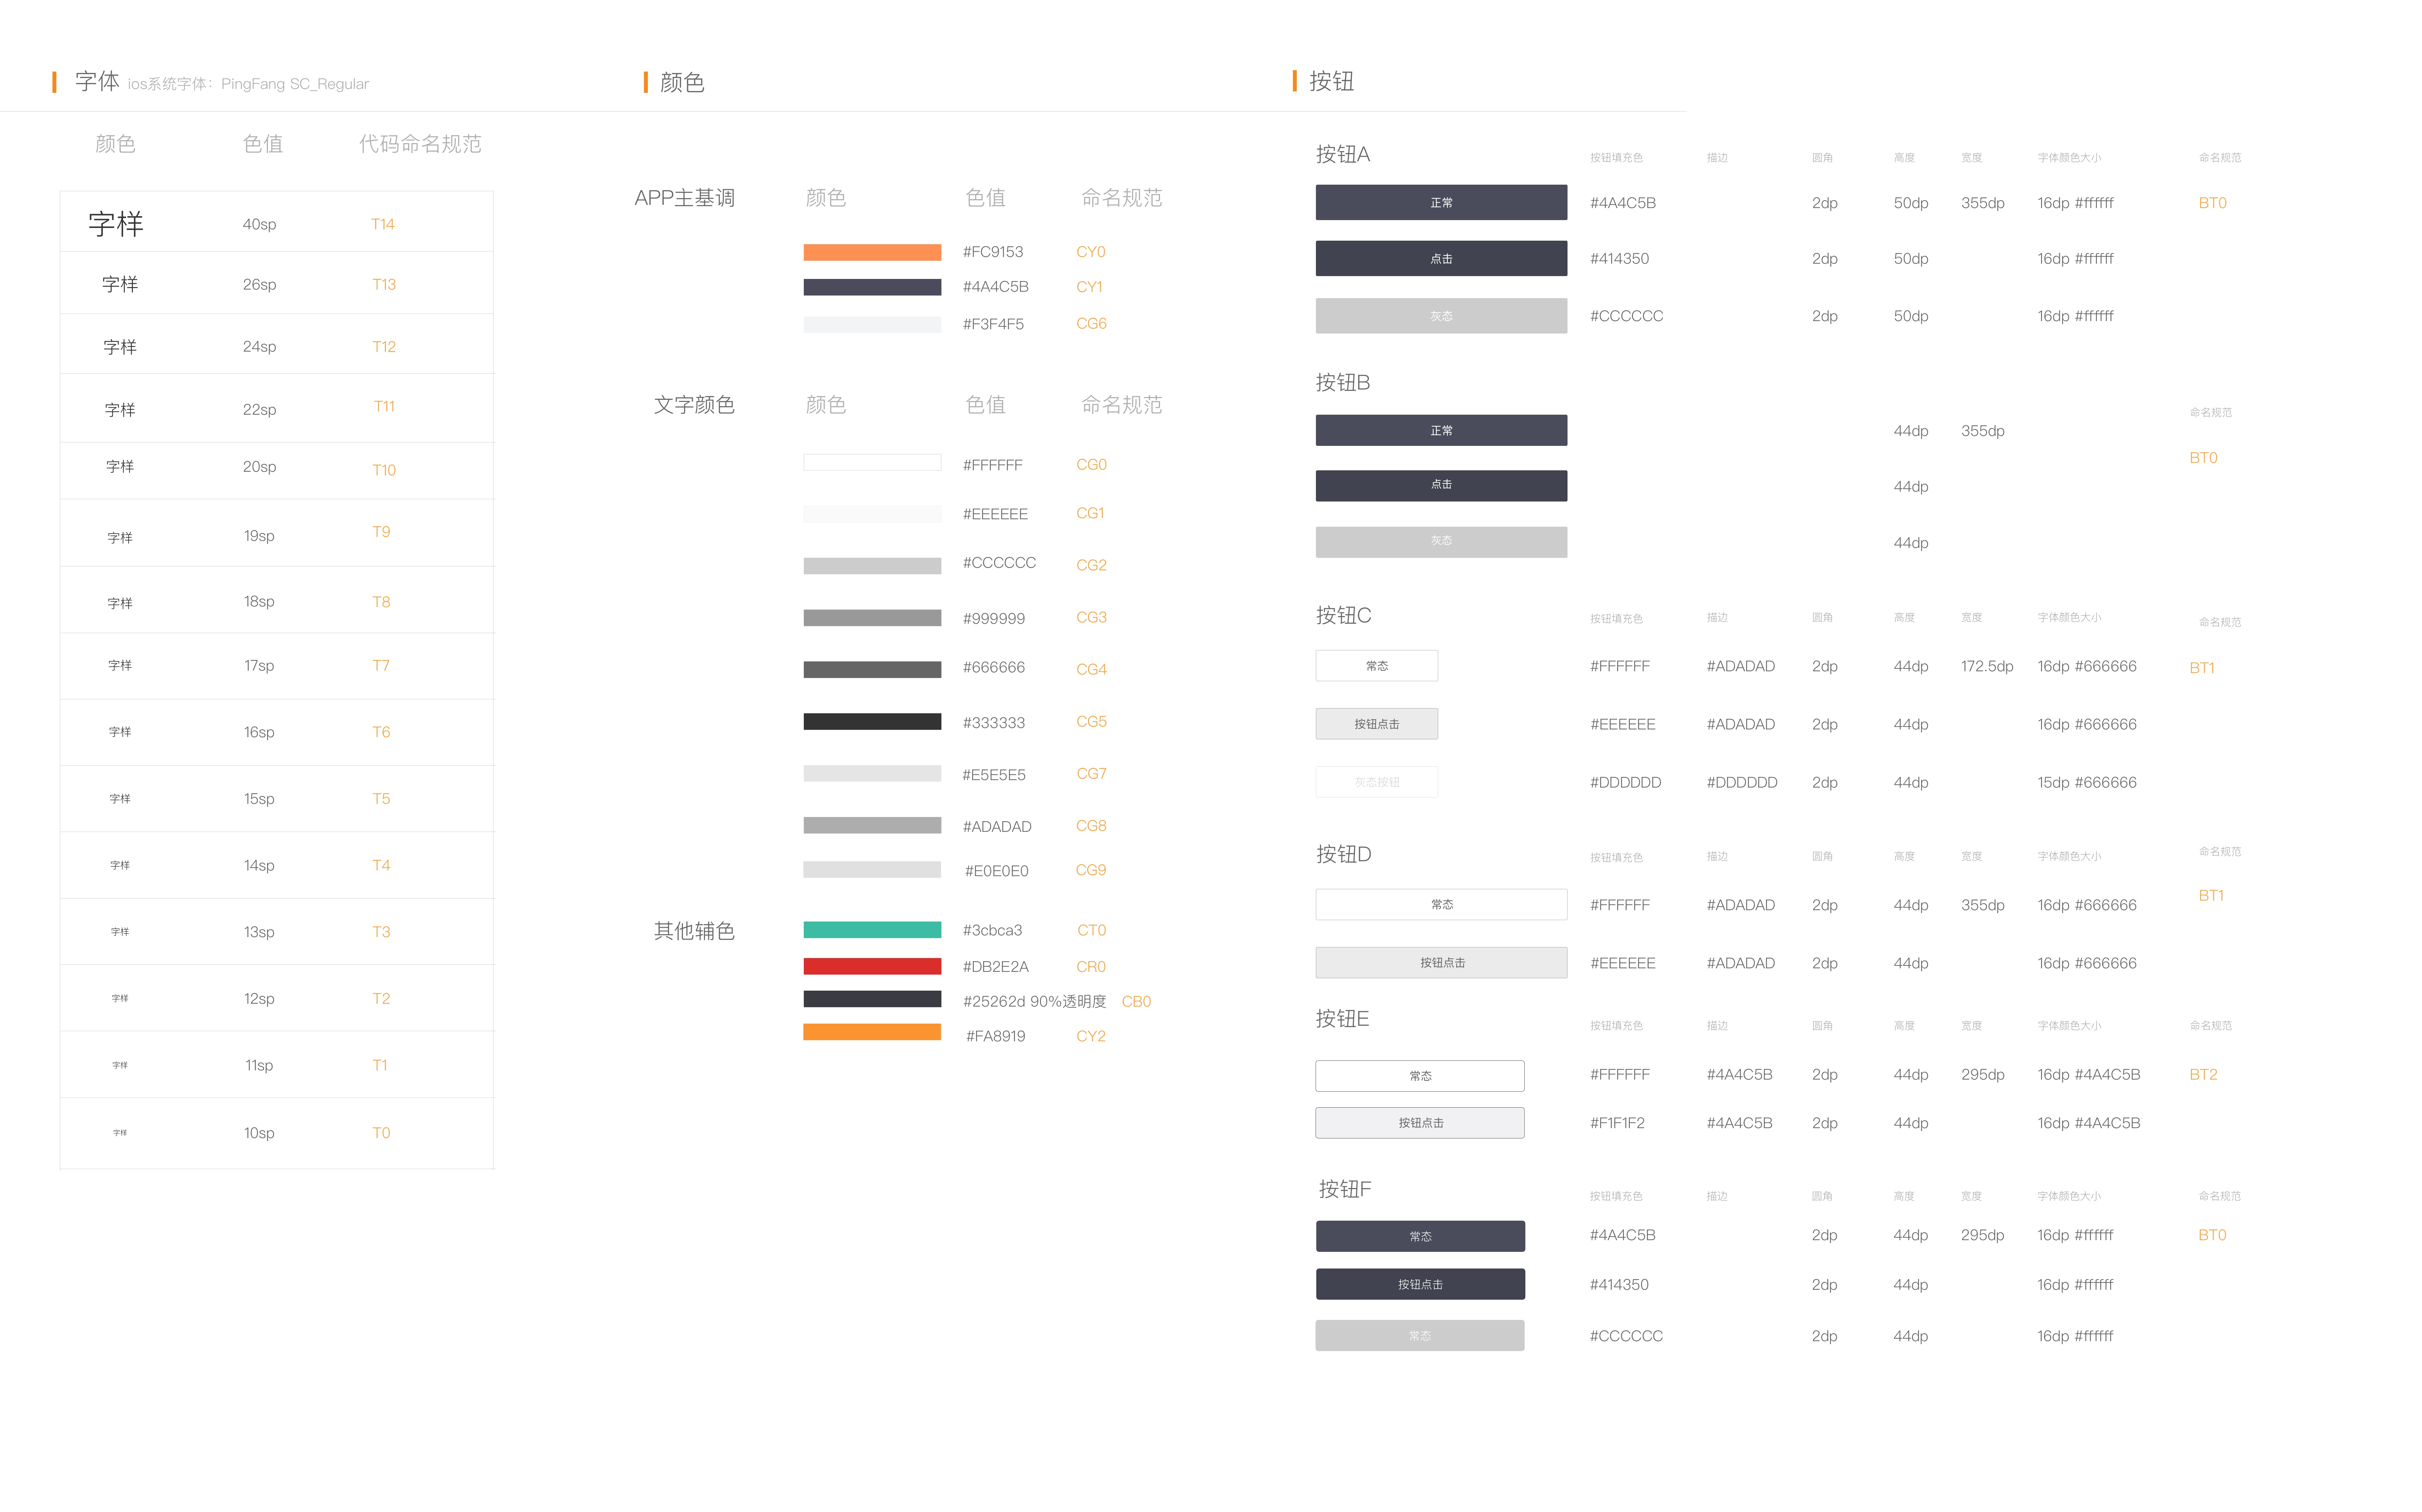 字体 ios系统字体：PingFang SC_Regular
颜色 色值 代码命名规范
字样 40sp T14
字样 26sp T13
字样 24sp T12
字样 22sp T11
字样 20sp T10
字样 19sp T9
字样 18sp T8
字样 17sp T7
字样 16sp T6
字样 15sp T5
字样 14sp T4
字样 13sp T3
字样 12sp T2
字样 11sp T1
字样 10sp T0
颜色
APP主基调 颜色 色值 命名规范
#FC9153 CY0
#4A4C5B CY1
#F3F4F5 CG6
文字颜色 颜色 色值 命名规范
#FFFFFF CG0
#EEEEEE CG1
#CCCCCC CG2
#999999 CG3
#666666 CG4
#333333 CG5
#E5E5E5 CG7
#ADADAD CG8
#E0E0E0 CG9
其他辅色
#3cbca3 CT0
#DB2E2A CR0
#25262d 90%透明度 CB0
#FA8919 CY2
按钮
按钮A 按钮填充色 描边 圆角 高度 宽度 字体颜色大小 命名规范
正常 #4A4C5B 2dp 50dp 355dp 16dp #ffffff BT0
点击 #414350 2dp 50dp 16dp #ffffff
灰态 #CCCCCC 2dp 50dp 16dp #ffffff
按钮B
命名规范
正常 44dp 355dp
BT0
点击 44dp
灰态 44dp
按钮C 按钮填充色 描边 圆角 高度 宽度 字体颜色大小 命名规范
常态 #FFFFFF #ADADAD 2dp 44dp 172.5dp 16dp #666666 BT1
按钮点击 #EEEEEE #ADADAD 2dp 44dp 16dp #666666
灰态按钮 #DDDDDD #DDDDDD 2dp 44dp 15dp #666666
按钮D 按钮填充色 描边 圆角 高度 宽度 字体颜色大小 命名规范
常态 #FFFFFF #ADADAD 2dp 44dp 355dp 16dp #666666 BT1
按钮点击 #EEEEEE #ADADAD 2dp 44dp 16dp #666666
按钮E 按钮填充色 描边 圆角 高度 宽度 字体颜色大小 命名规范
常态 #FFFFFF #4A4C5B 2dp 44dp 295dp 16dp #4A4C5B BT2
按钮点击 #F1F1F2 #4A4C5B 2dp 44dp 16dp #4A4C5B
按钮F 按钮填充色 描边 圆角 高度 宽度 字体颜色大小 命名规范
常态 #4A4C5B 2dp 44dp 295dp 16dp #ffffff BT0
按钮点击 #414350 2dp 44dp 16dp #ffffff
常态 #CCCCCC 2dp 44dp 16dp #ffffff